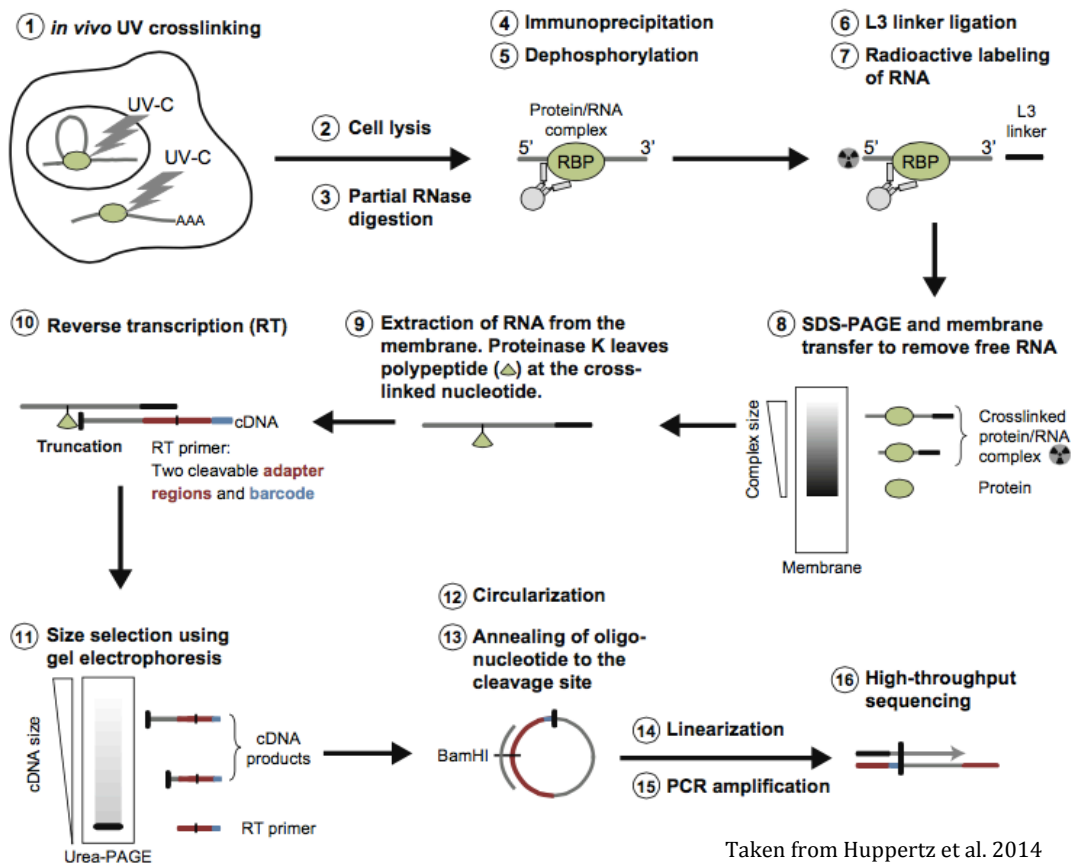 1 in vivo UV crosslinking
UV-C
UV-C
AAA
2 Cell lysis
3 Partial RNase
digestion
4 Immunoprecipitation
5 Dephosphorylation
Protein/RNA
complex
5’ 3’
RBP
6 L3 linker ligation
7 Radioactive labeling
of RNA
L3
linker
5’ 3’
RBP
8 SDS-PAGE and membrane
transfer to remove free RNA
Complex size
Crosslinked
protein/RNA
complex
Protein
Membrane
9 Extraction of RNA from the
membrane. Proteinase K leaves
polypeptide ( ) at the cross-
linked nucleotide.
10 Reverse transcription (RT)
cDNA
Truncation
RT primer:
Two cleavable adapter
regions and barcode
11 Size selection using
gel electrophoresis
cDNA size
cDNA
products
RT primer
Urea-PAGE
12 Circularization
13 Annealing of oligo-
nucleotide to the
cleavage site
BamHI
14 Linearization
15 PCR amplification
16 High-throughput
sequencing
Taken from Huppertz et al. 2014